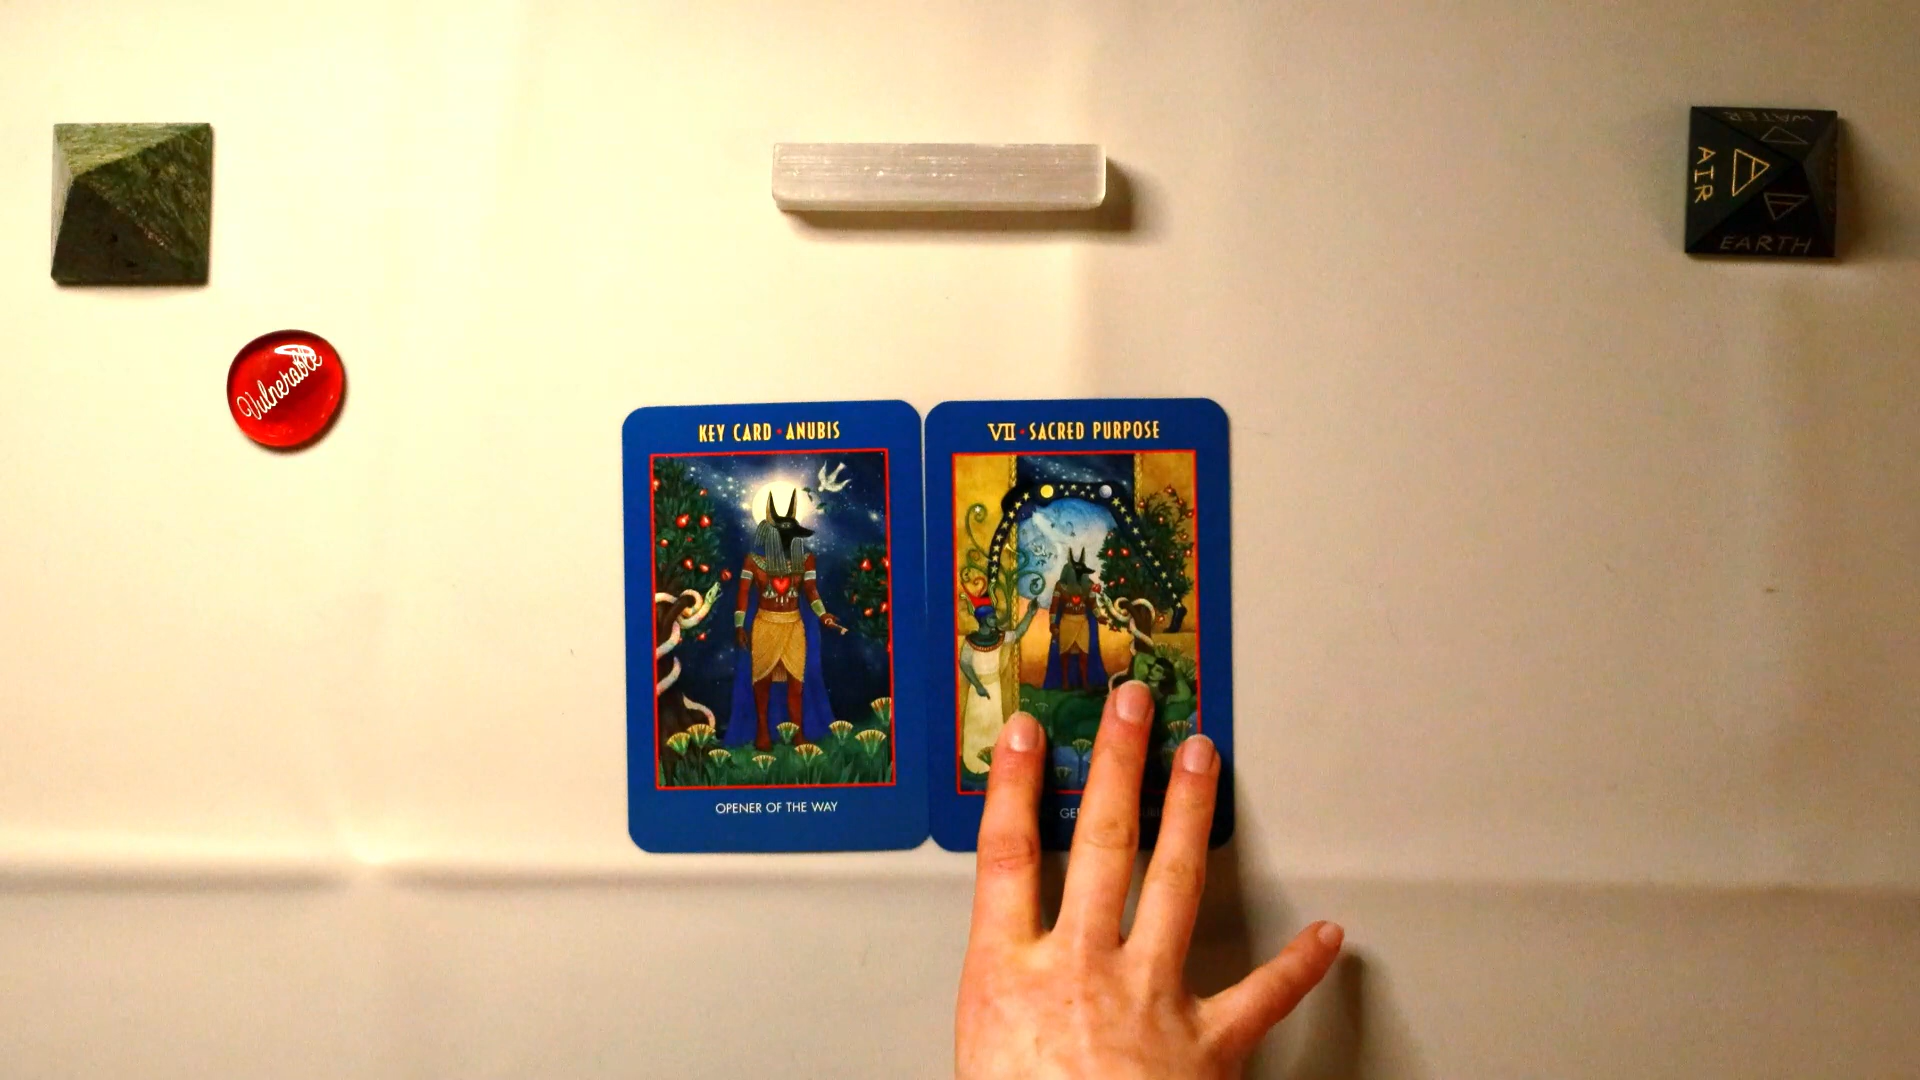 WATER
AIR
EARTH
Vulnerable
KEY CARD • ANUBIS
VII • SACRED PURPOSE
OPENER OF THE WAY